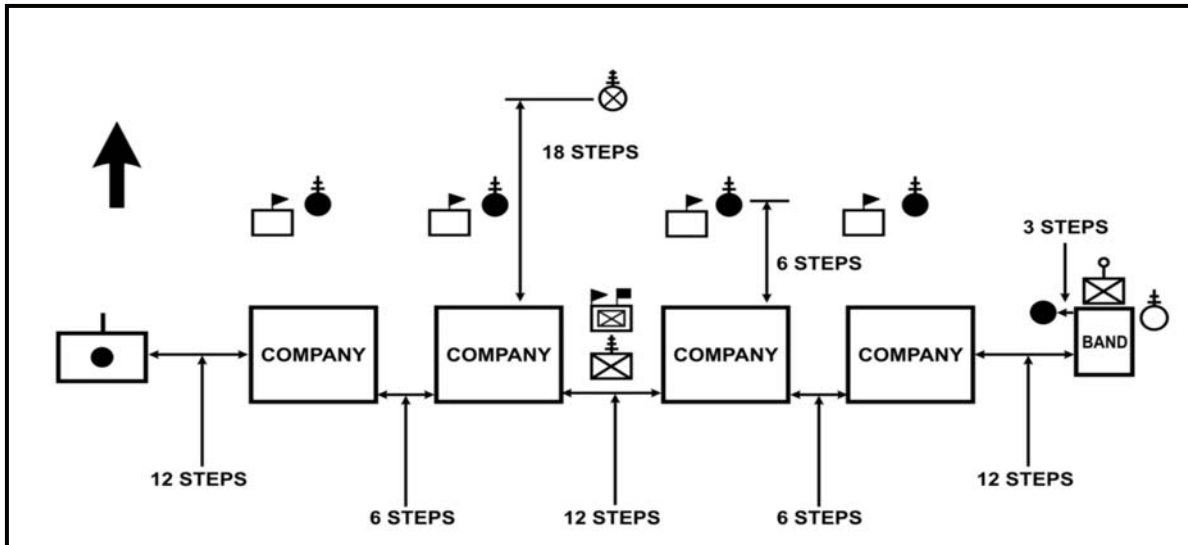 18 STEPS
3 STEPS
6 STEPS
COMPANY
COMPANY
COMPANY
COMPANY
BAND
12 STEPS
12 STEPS
6 STEPS
12 STEPS
6 STEPS